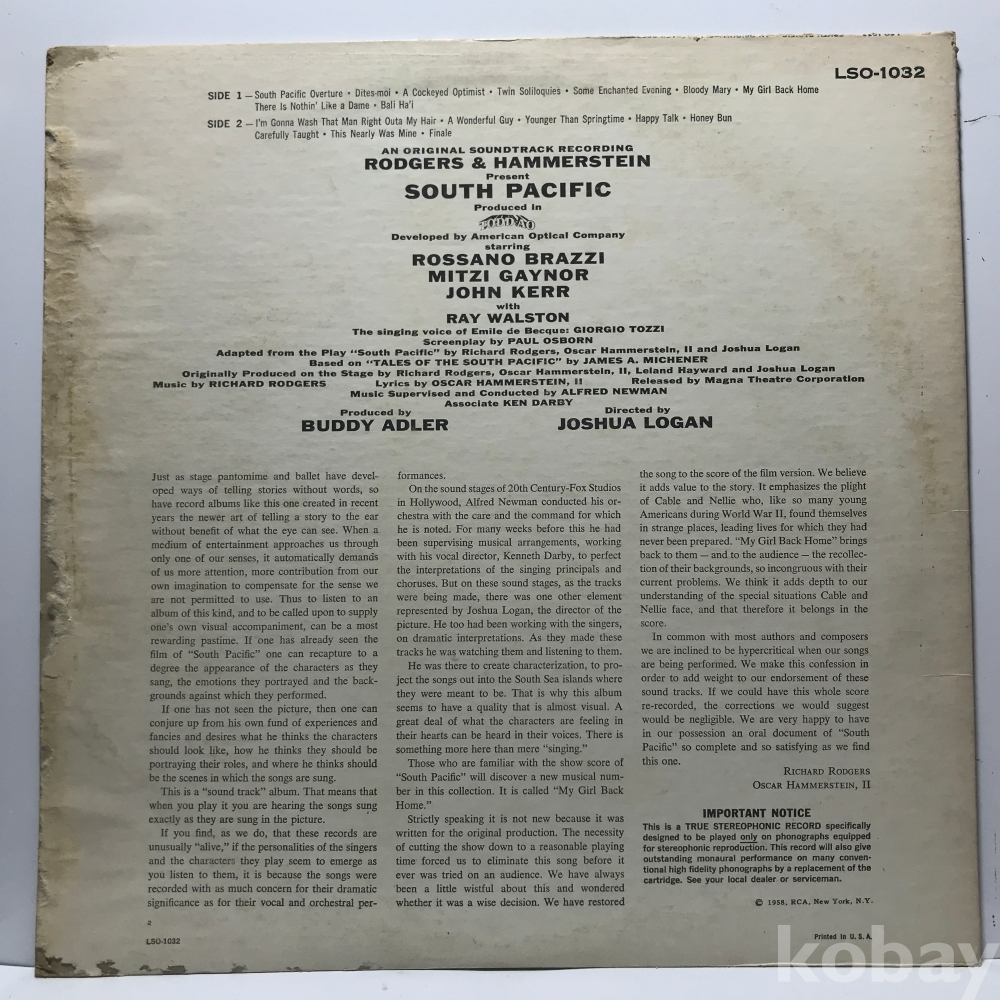 LSO-1032
SIDE 1 – South Pacific Overture • Dites-moi • A Cockeyed Optimist • Twin Soliloquies • Some Enchanted Evening • Bloody Mary • My Girl Back Home
There Is Nothin' Like a Dame • Bali Ha'i
SIDE 2 – I'm Gonna Wash That Man Right Outa My Hair • A Wonderful Guy • Younger Than Springtime • Happy Talk • Honey Bun
Carefully Taught • This Nearly Was Mine • Finale
AN ORIGINAL SOUNDTRACK RECORDING
RODGERS & HAMMERSTEIN
Present
SOUTH PACIFIC
Produced in
TODD-AO
Developed by American Optical Company
starring
ROSSANO BRAZZI
MITZI GAYNOR
JOHN KERR
with
RAY WALSTON
The singing voice of Emile de Becque: GIORGIO TOZZI
Screenplay by PAUL OSBORN
Adapted from the Play "South Pacific" by Richard Rodgers, Oscar Hammerstein, II and Joshua Logan
Based on "TALES OF THE SOUTH PACIFIC" by JAMES A. MICHENER
Originally Produced on the Stage by Richard Rodgers, Oscar Hammerstein, II, Leland Hayward and Joshua Logan
Music by RICHARD RODGERS Lyrics by OSCAR HAMMERSTEIN, II Released by Magna Theatre Corporation
Music Supervised and Conducted by ALFRED NEWMAN
Associate KEN DARBY
Produced by
BUDDY ADLER
Directed by
JOSHUA LOGAN
Just as stage pantomime and ballet have devel-
oped ways of telling stories without words, so
have record albums like this one created in recent
years the newer art of telling a story to the ear
without benefit of what the eye can see. When a
medium of entertainment approaches us through
only one of our senses, it automatically demands
of us more attention, more contribution from our
own imagination to compensate for the sense we
are not permitted to use. Thus to listen to an
album of this kind, and to be called upon to supply
one's own visual accompaniment, can be a most
rewarding pastime. If one has already seen the
film of "South Pacific" one can recapture to a
degree the appearance of the characters as they
sang, the emotions they portrayed and the back-
grounds against which they performed.
If one has not seen the picture, then one can
conjure up from his own fund of experiences and
fancies and desires what he thinks the characters
should look like, how he thinks they should be
portraying their roles, and where he thinks should
be the scenes in which the songs are sung.
This is a "sound track" album. That means that
when you play it you are hearing the songs sung
exactly as they are sung in the picture.
If you find, as we do, that these records are
unusually "alive," if the personalities of the singers
and the characters they play seem to emerge as
you listen to them, it is because the songs were
recorded with as much concern for their dramatic
significance as for their vocal and orchestral per-
formances.
On the sound stages of 20th Century-Fox Studios
in Hollywood, Alfred Newman conducted his or-
chestra with the care and the command for which
he is noted. For many weeks before this he had
been supervising musical arrangements, working
with his vocal director, Kenneth Darby, to perfect
the interpretations of the singing principals and
choruses. But on these sound stages, as the tracks
were being made, there was one other element
represented by Joshua Logan, the director of the
picture. He too had been working with the singers,
on dramatic interpretations. As they made these
tracks he was watching them and listening to them.
He was there to create characterization, to pro-
ject the songs out into the South Sea islands where
they were meant to be. That is why this album
seems to have a quality that is almost visual. A
great deal of what the characters are feeling in
their hearts can be heard in their voices. There is
something more here than mere "singing."
Those who are familiar with the show score of
"South Pacific" will discover a new musical num-
ber in this collection. It is called "My Girl Back
Home."
Strictly speaking it is not new because it was
written for the original production. The necessity
of cutting the show down to a reasonable playing
time forced us to eliminate this song before it
ever was tried on an audience. We have always
been a little wistful about this and wondered
whether it was a wise decision. We have restored
the song to the score of the film version. We believe
it adds value to the story. It emphasizes the plight
of Cable and Nellie who, like so many young
Americans during World War II, found themselves
in strange places, leading lives for which they had
never been prepared. "My Girl Back Home" brings
back to them – and to the audience – the recollec-
tion of their backgrounds, so incongruous with their
current problems. We think it adds depth to our
understanding of the special situations Cable and
Nellie face, and that therefore it belongs in the
score.
In common with most authors and composers
we are inclined to be hypercritical when our songs
are being performed. We make this confession in
order to add weight to our endorsement of these
sound tracks. If we could have this whole score
re-recorded, the corrections we would suggest
would be negligible. We are very happy to have
in our possession an oral document of "South
Pacific" so complete and so satisfying as we find
this one.
RICHARD RODGERS
OSCAR HAMMERSTEIN, II
IMPORTANT NOTICE
This is a TRUE STEREOPHONIC RECORD specifically
designed to be played only on phonographs equipped
for stereophonic reproduction. This record will also give
outstanding monaural performance on many conven-
tional high fidelity phonographs by a replacement of the
cartridge. See your local dealer or serviceman.
© 1958, RCA, New York, N.Y.
2
LSO-1032
Printed in U. S. A.
kobay